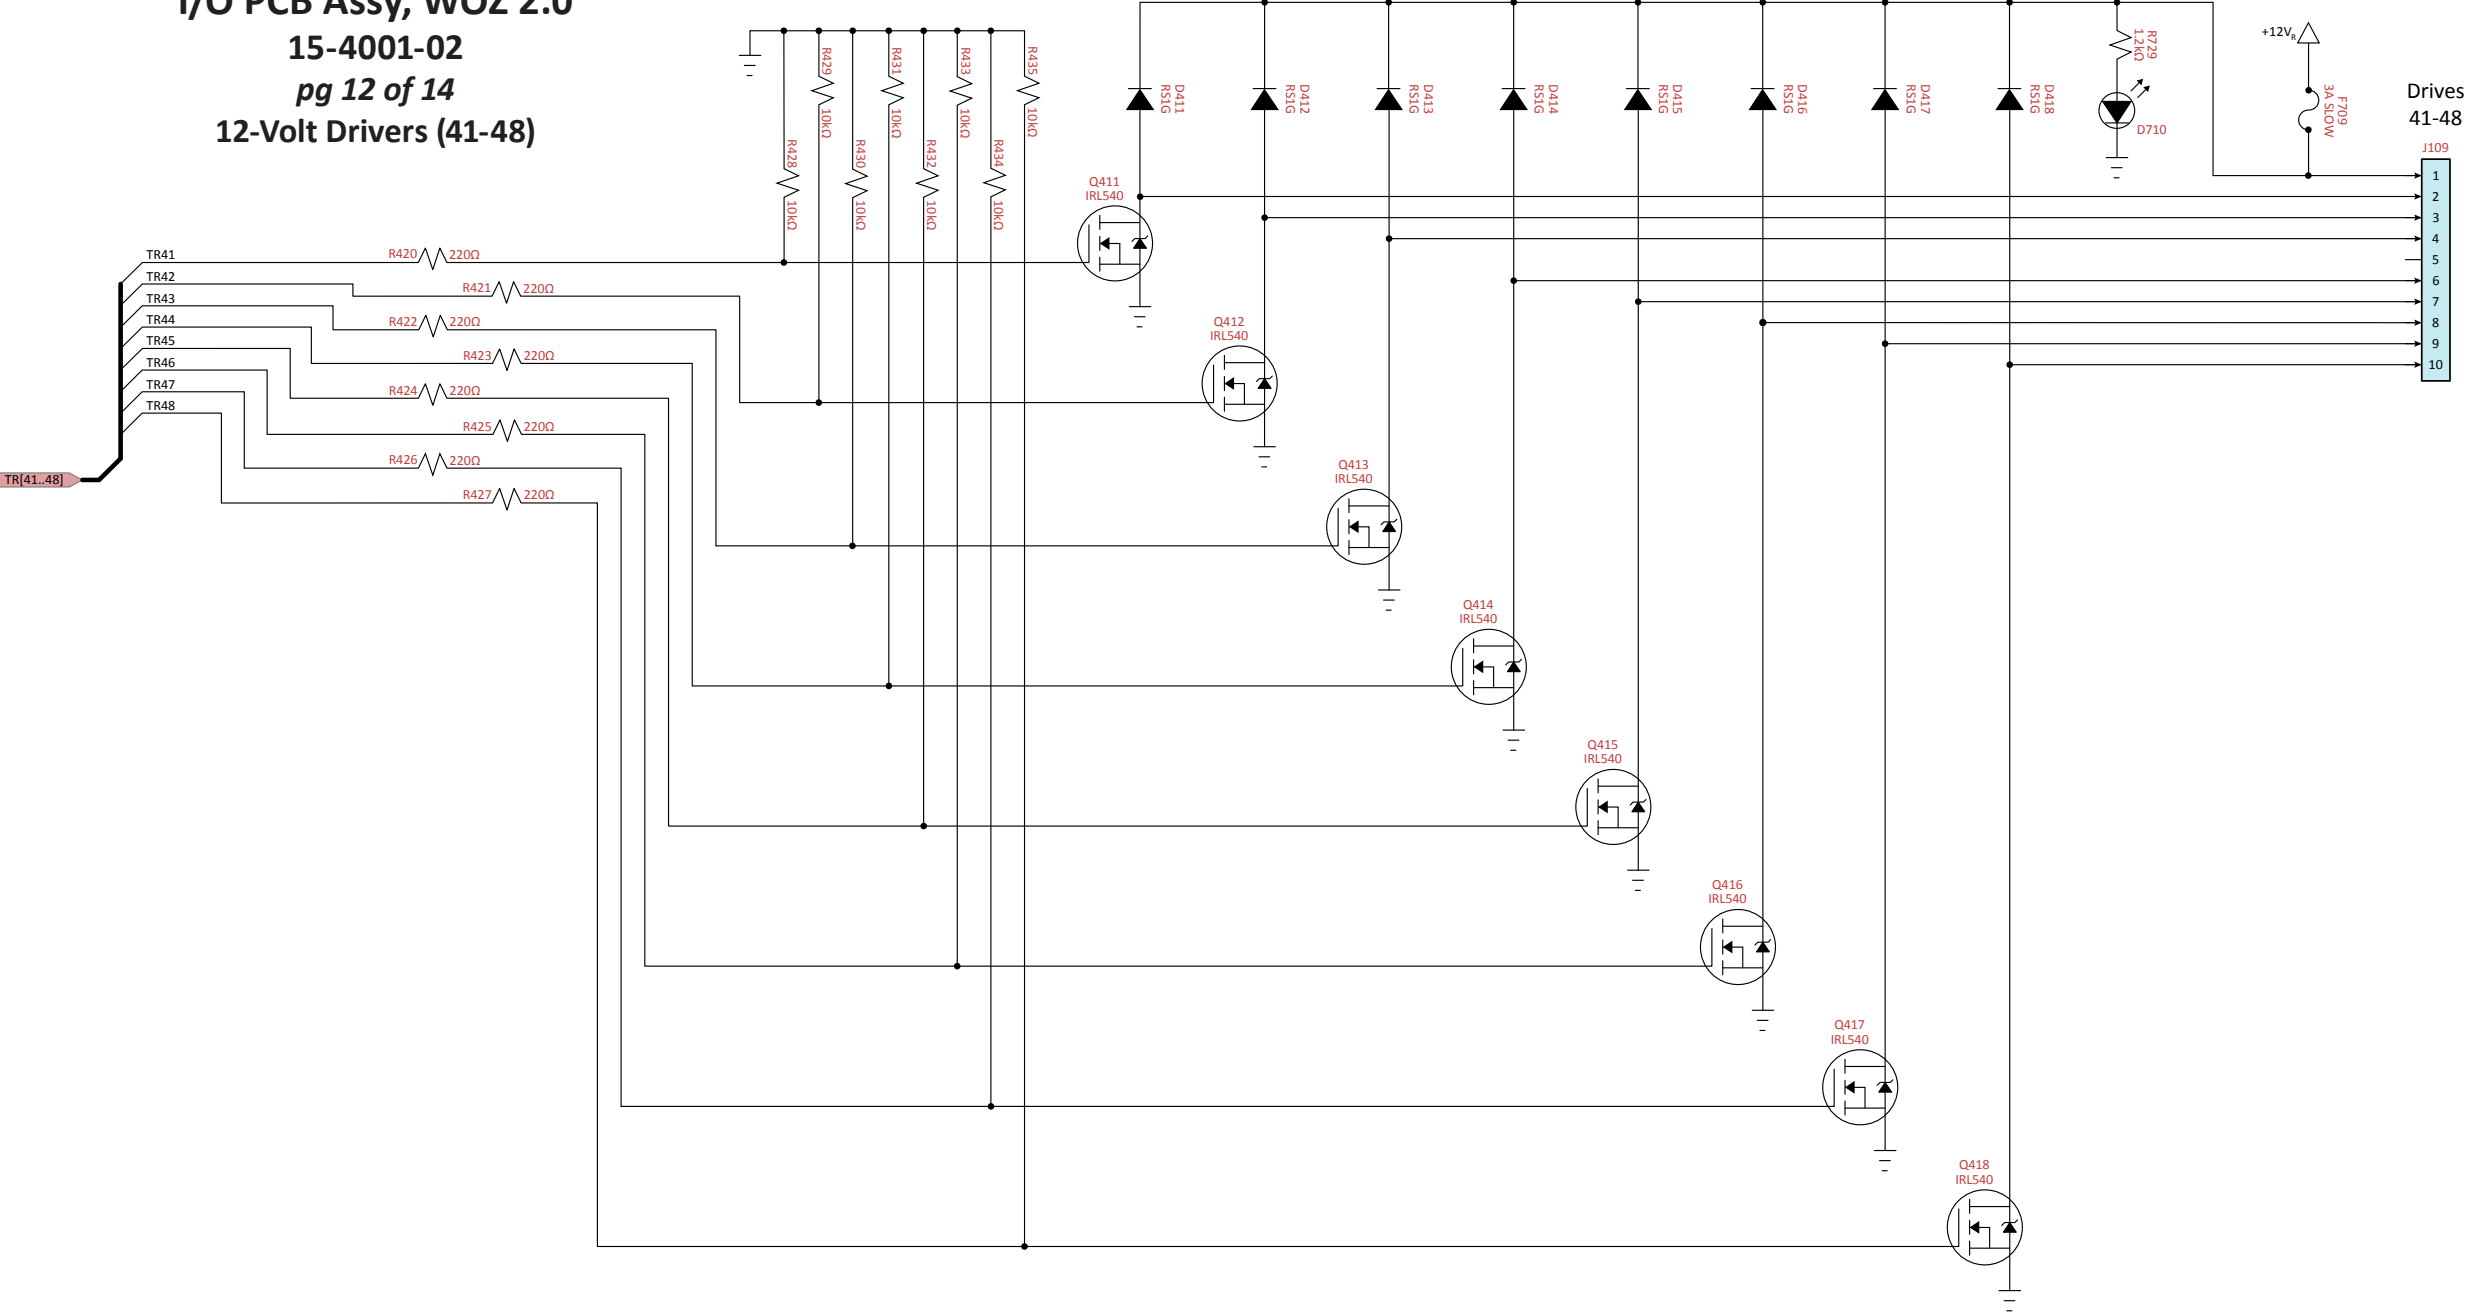 I/O PCB Assy, WOZ 2.0
15-4001-02
pg 12 of 14
12-Volt Drivers (41-48)
R428
10kΩ
R429
10kΩ
R430
10kΩ
R431
10kΩ
R432
10kΩ
R433
10kΩ
R434
10kΩ
R435
10kΩ
D411
RS1G
D412
RS1G
D413
RS1G
D414
RS1G
D415
RS1G
D416
RS1G
D417
RS1G
D418
RS1G
R729
1.2kΩ
D710
+12VR
F709
3A SLOW
Drives
41-48
J109
1
2
3
4
5
6
7
8
9
10
TR41
TR42
TR43
TR44
TR45
TR46
TR47
TR48
TR[41..48]
R420 220Ω
R421 220Ω
R422 220Ω
R423 220Ω
R424 220Ω
R425 220Ω
R426 220Ω
R427 220Ω
Q411
IRL540
Q412
IRL540
Q413
IRL540
Q414
IRL540
Q415
IRL540
Q416
IRL540
Q417
IRL540
Q418
IRL540